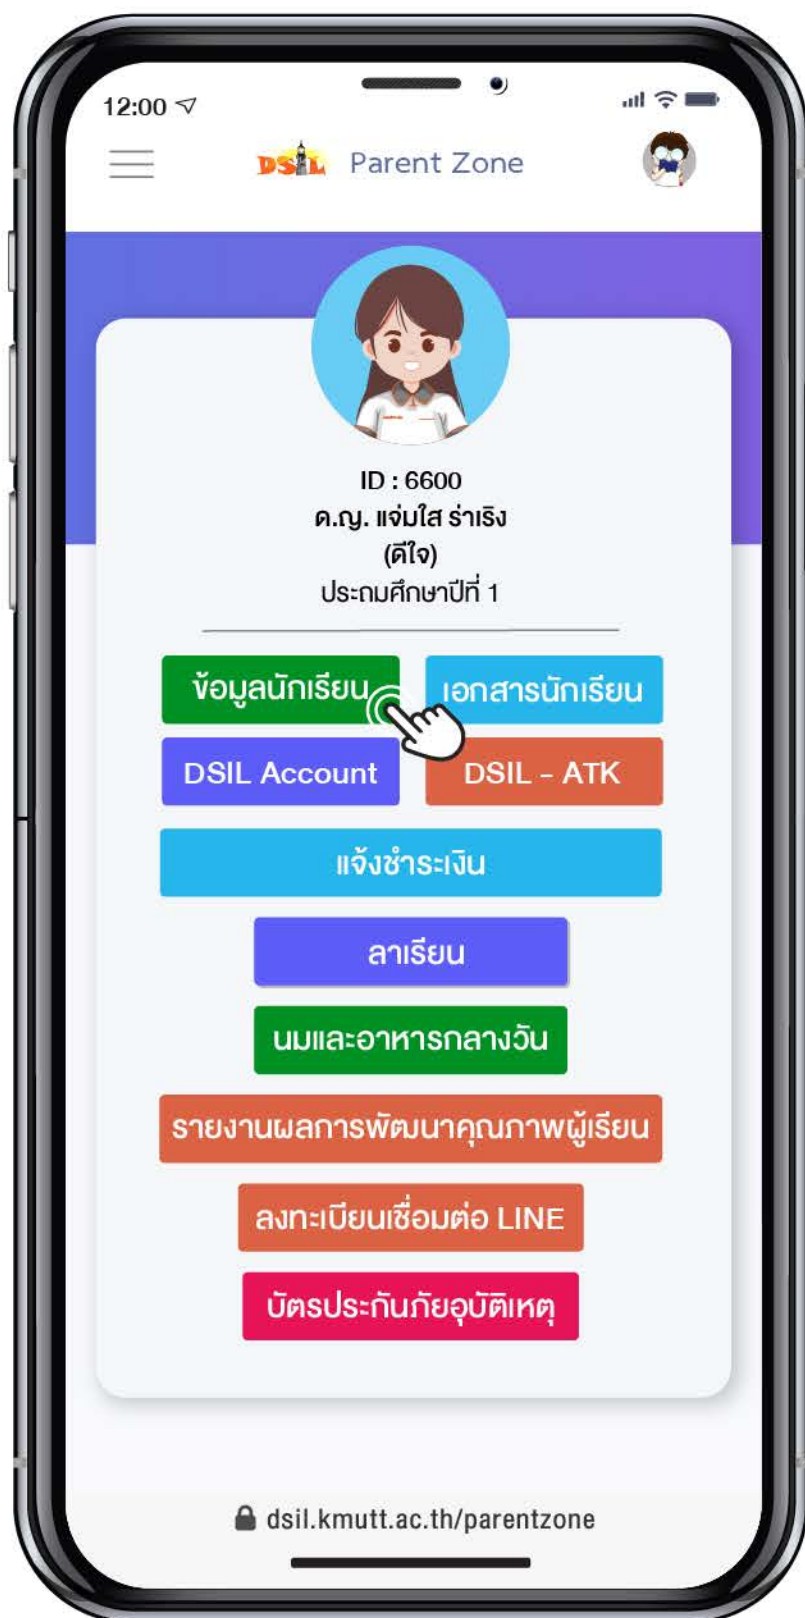 12:00
DSIL Parent Zone
ID : 6600
ด.ญ. แจ่มใส ร่าเริง
(ดีใจ)
ประถมศึกษาปีที่ 1
ข้อมูลนักเรียน
เอกสารนักเรียน
DSIL Account
DSIL - ATK
แจ้งชำระเงิน
ลาเรียน
นมและอาหารกลางวัน
รายงานผลการพัฒนาคุณภาพผู้เรียน
ลงทะเบียนเชื่อมต่อ LINE
บัตรประกันภัยอุบัติเหตุ
dsil.kmutt.ac.th/parentzone